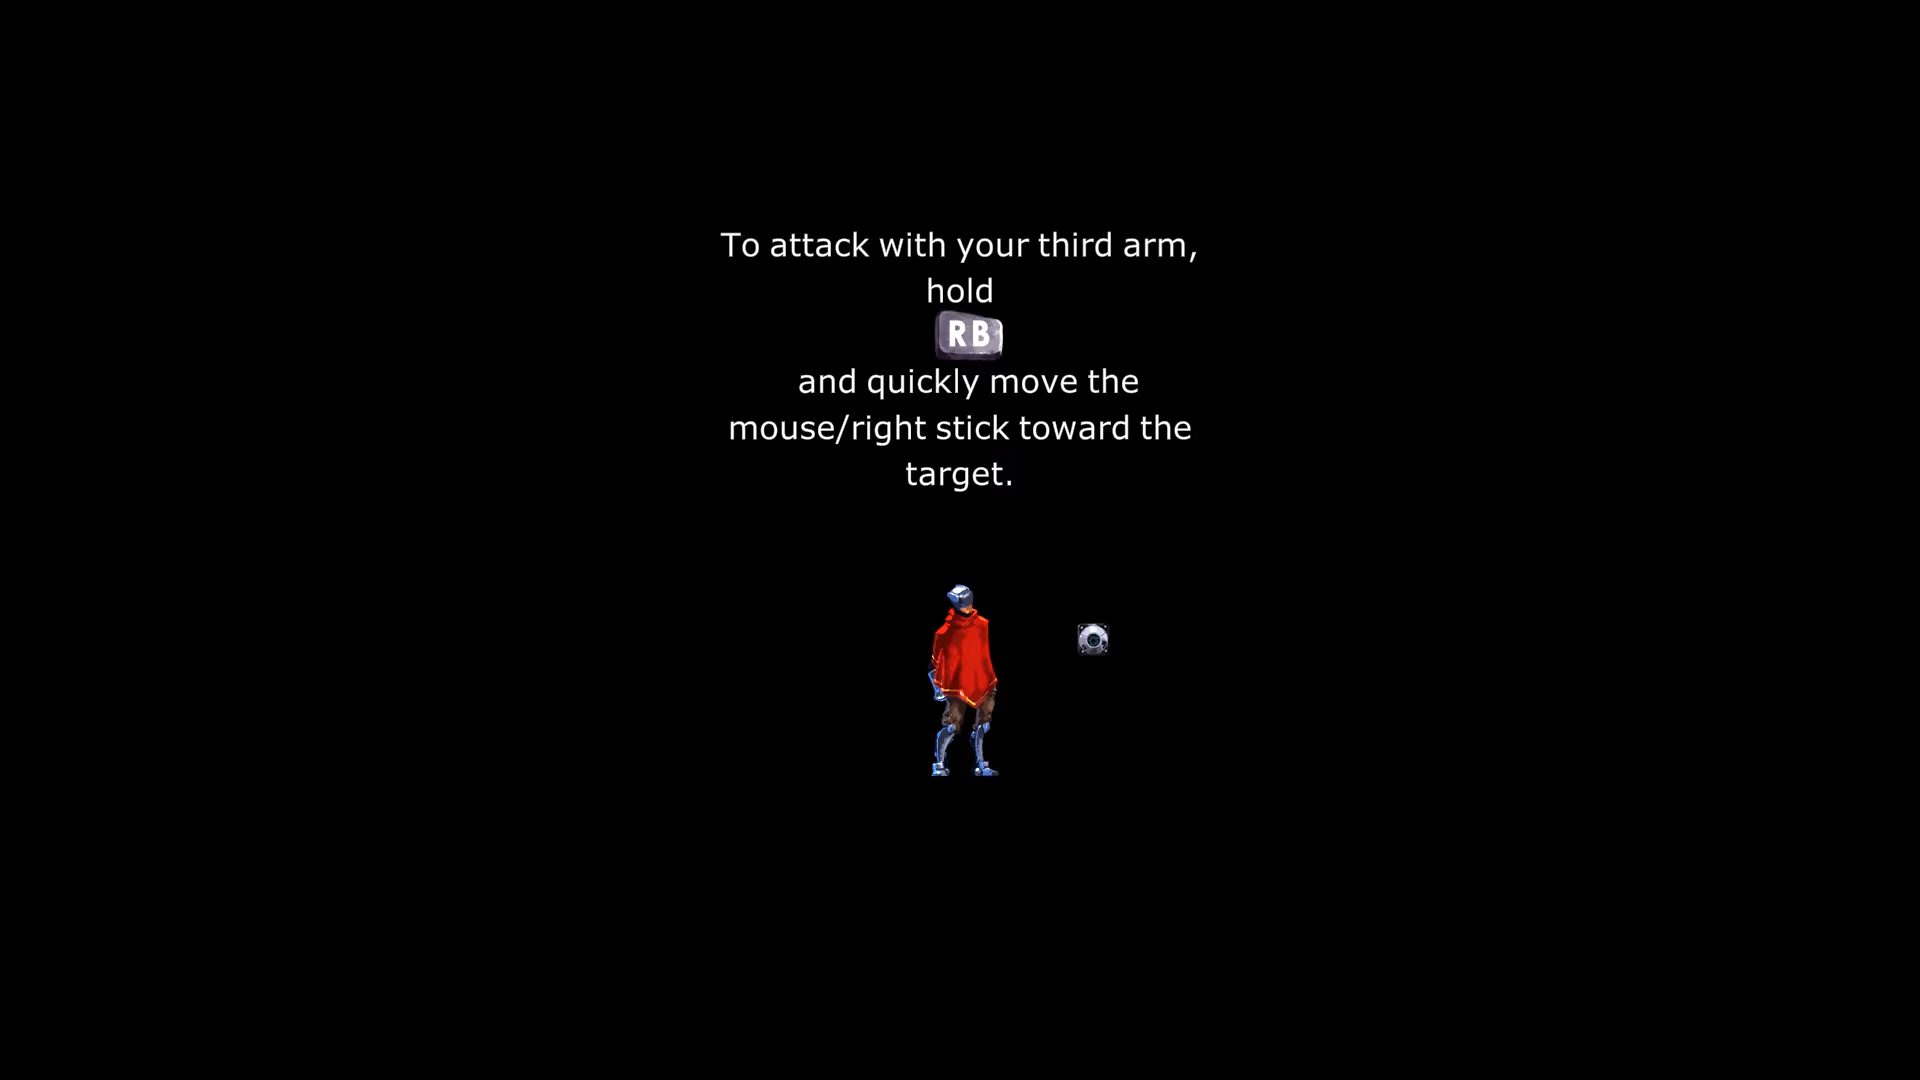 To attack with your third arm,
hold
RB
and quickly move the
mouse/right stick toward the
target.